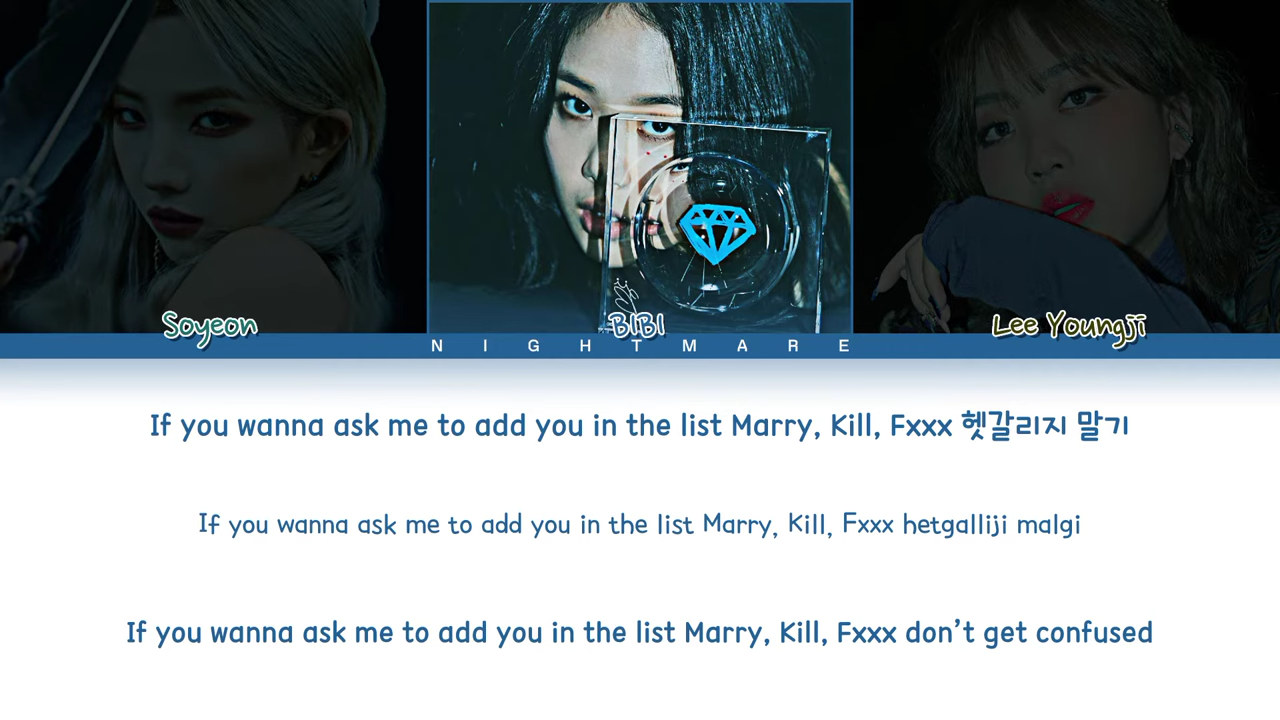 Soyeon
BIBI
Lee Youngji
NIGHTMARE
If you wanna ask me to add you in the list Marry, Kill, Fxxx 헷갈리지 말기
If you wanna ask me to add you in the list Marry, Kill, Fxxx hetgalliji malgi
If you wanna ask me to add you in the list Marry, Kill, Fxxx don't get confused